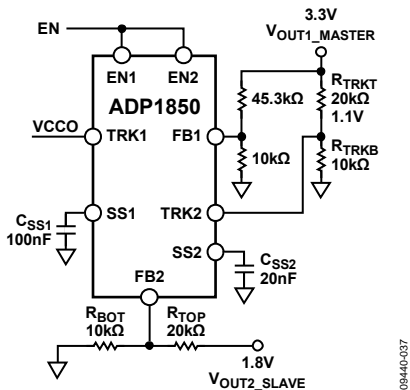 EN
3.3V
VOUT1_MASTER
EN1
EN2
ADP1850
45.3kΩ
RTRKT
20kΩ
1.1V
VCCO
TRK1
FB1
10kΩ
RTRKB
10kΩ
CSS1
100nF
SS1
TRK2
SS2
CSS2
20nF
FB2
RBOT
10kΩ
RTOP
20kΩ
1.8V
VOUT2_SLAVE
09440-037